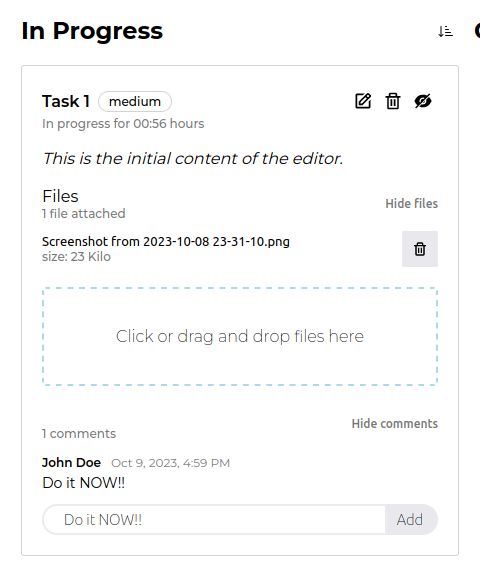 In Progress
Task 1 medium
In progress for 00:56 hours
This is the initial content of the editor.
Files
1 file attached
Hide files
Screenshot from 2023-10-08 23-31-10.png
size: 23 Kilo
Click or drag and drop files here
1 comments
Hide comments
John Doe Oct 9, 2023, 4:59 PM
Do it NOW!!
Do it NOW!! Add